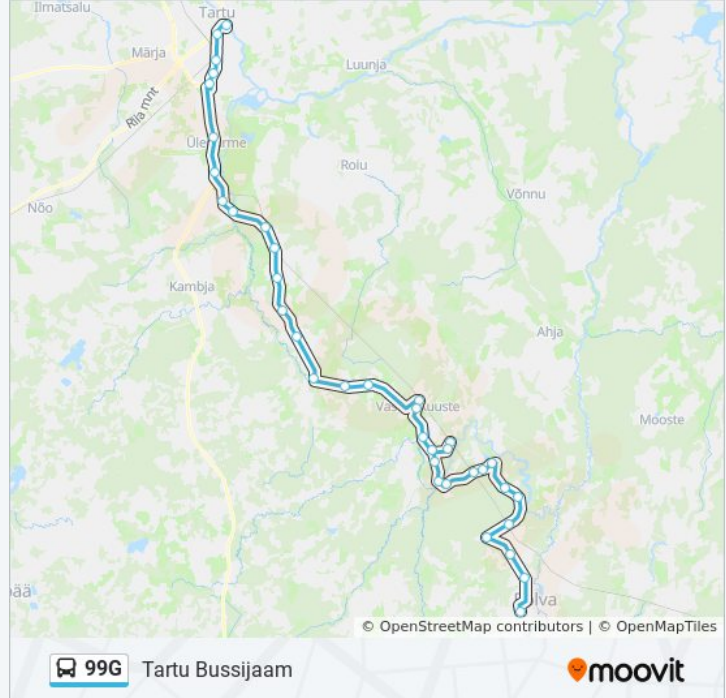 Ilmatsalu
Tartu
Märja
Luunja
Riia mnt
Roiu
Võnnu
Nõo
Kambja
Ahja
Mooste
© OpenStreetMap contributors | © OpenMapTiles
99G Tartu Bussijaam
moovit